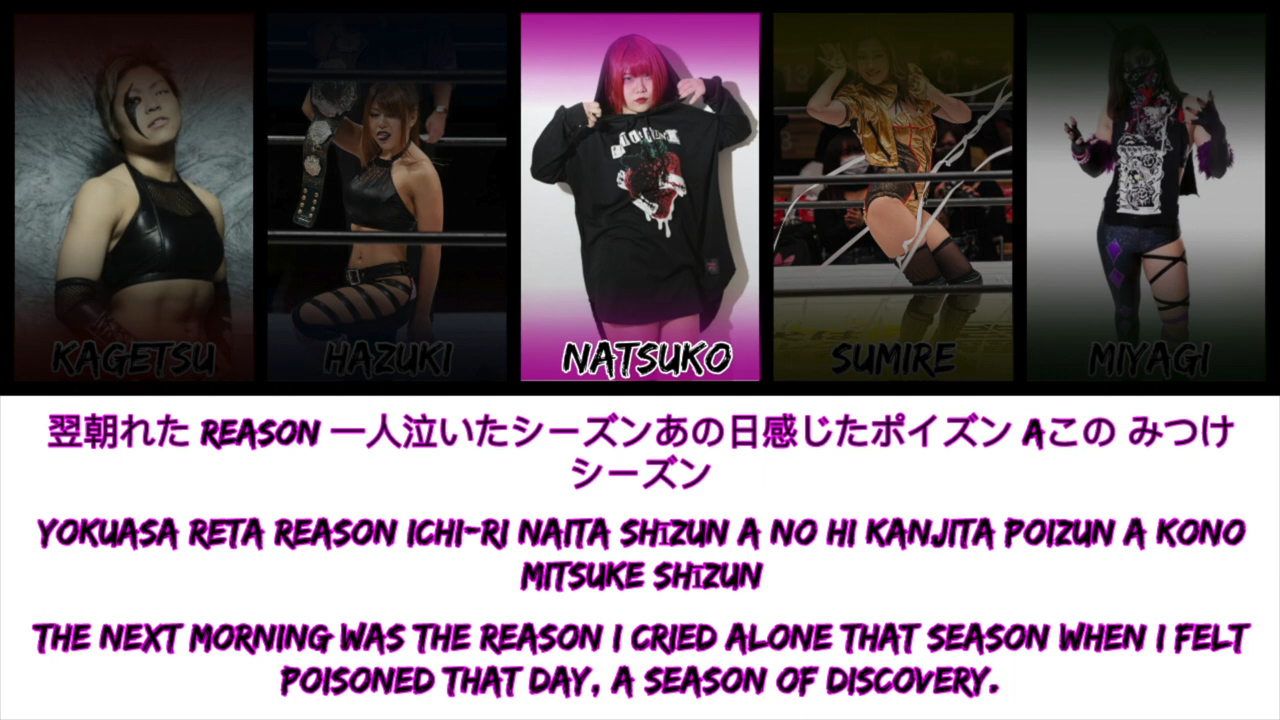 KAGETSU
HAZUKI
NATSUKO
SUMIRE
MIYAGI
翌朝れた REASON 一人泣いたシーズンあの日感じたポイズン Aこの みつけ
シーズン
YOKUASA RETA REASON ICHI-RI NAITA SHĪZUN A NO HI KANJITA POIZUN A KONO
MITSUKE SHĪZUN
THE NEXT MORNING WAS THE REASON I CRIED ALONE THAT SEASON WHEN I FELT
POISONED THAT DAY, A SEASON OF DISCOVERY.